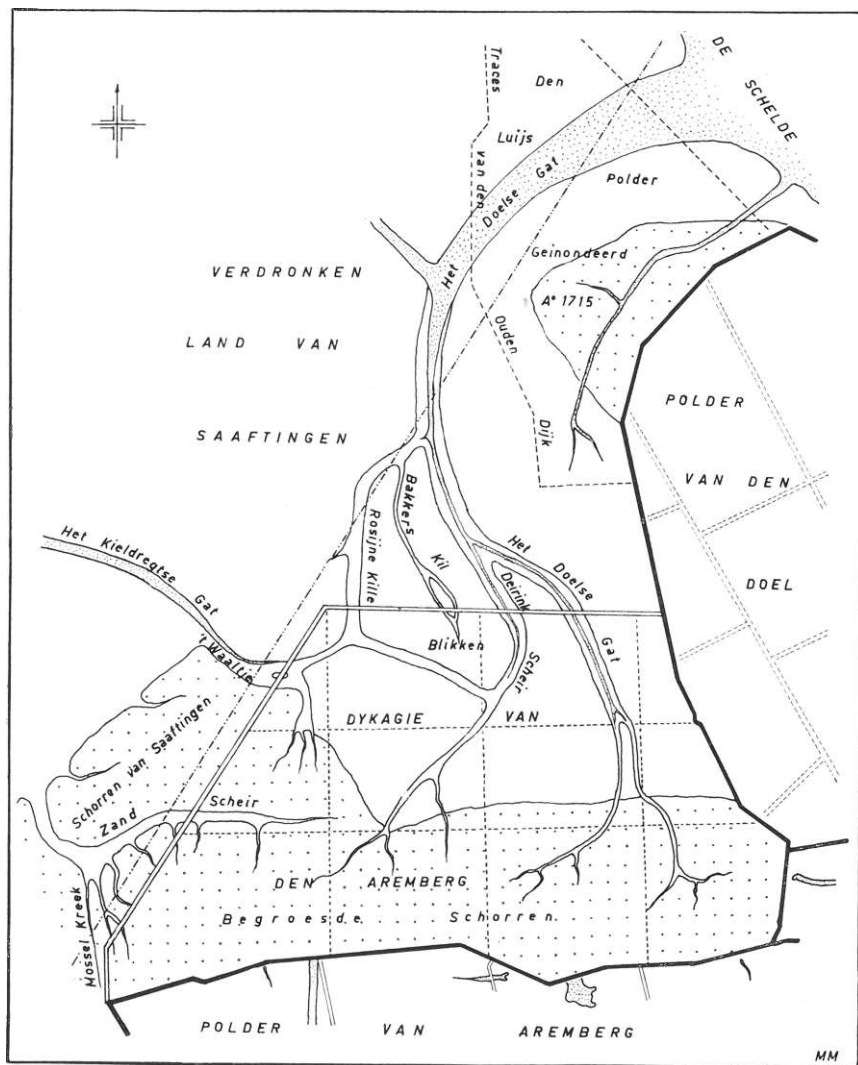 DE SCHELDE
Traces van den Ouden Dijk
Den
Luijs
Polder
Het Doelse Gat
Geinondeerd
Aº 1715
VERDRONKEN
LAND VAN
SAAFTINGEN
POLDER
VAN DEN
DOEL
Bakkers Kil
Rosijne Kille
Het Kieldregtse Gat
't Waaltje
Het Doelse Gat
Deirink
Blikken
Scheir
DYKAGIE VAN
Schorren van Saaftingen
Zand
Scheir
DEN AREMBERG
Begroesde Schorren.
Mossel Kreek
POLDER VAN AREMBERG
MM